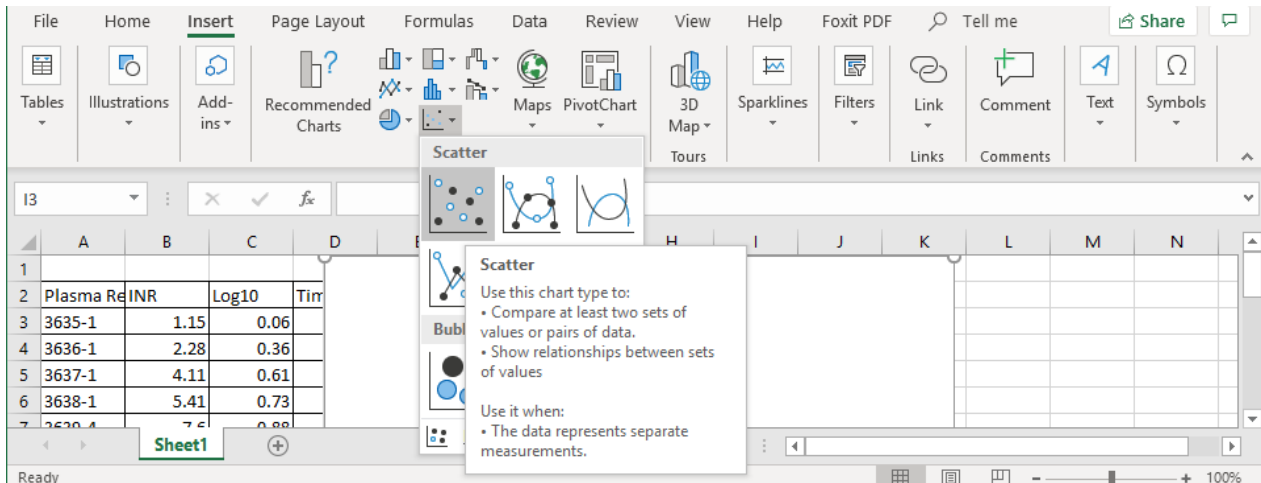 File Home Insert Page Layout Formulas Data Review View Help Foxit PDF Tell me Share
Tables Illustrations Add-ins Recommended Charts Maps PivotChart 3D Map Sparklines Filters Link Comment Text Symbols
Tours Links Comments
Scatter
I3 fx
A B C D H I J K L M N
1
2 Plasma Re INR Log10 Tim
3 3635-1 1.15 0.06
4 3636-1 2.28 0.36
5 3637-1 4.11 0.61
6 3638-1 5.41 0.73
7
Scatter
Use this chart type to:
• Compare at least two sets of
values or pairs of data.
• Show relationships between sets
of values
Use it when:
• The data represents separate
measurements.
Bubl
Sheet1
Ready 100%